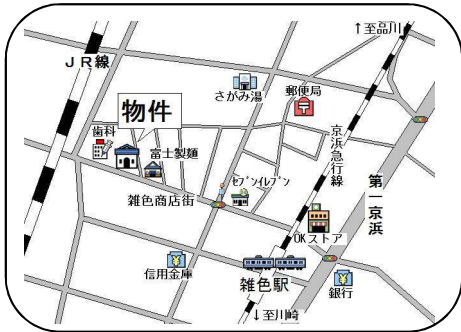 ↑至品川
JR線
さがみ湯
郵便局
物件
歯科
富士製麺
京浜急行線
第一京浜
セブンイレブン
雑色商店街
OKストア
信用金庫
雑色駅
銀行
↓至川崎